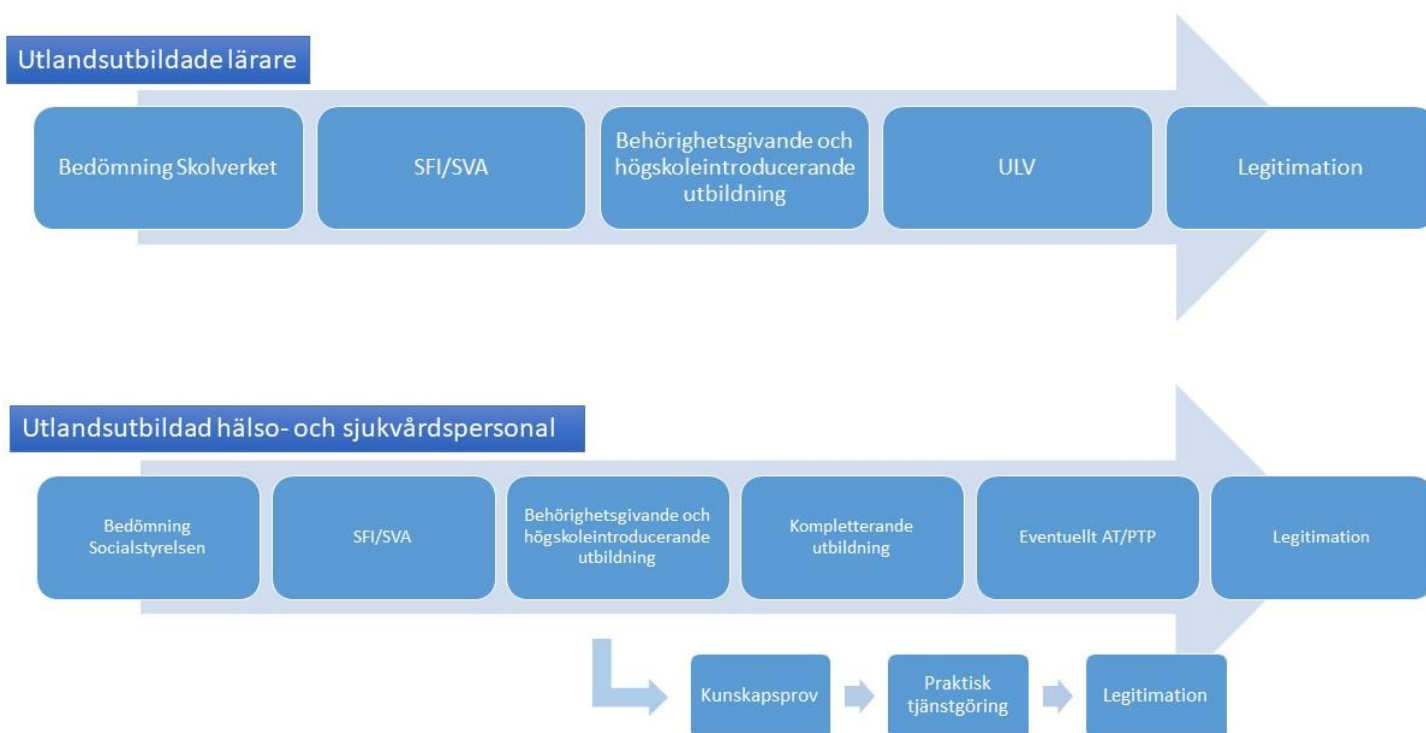 Utlandsutbildade lärare
Bedömning Skolverket
SFI/SVA
Behörighetsgivande och
högskoleintroducerande
utbildning
ULV
Legitimation
Utlandsutbildad hälso- och sjukvårdspersonal
Bedömning
Socialstyrelsen
SFI/SVA
Behörighetsgivande och
högskoleintroducerande
utbildning
Kompletterande
utbildning
Eventuellt AT/PTP
Legitimation
Kunskapsprov
Praktisk
tjänstgöring
Legitimation